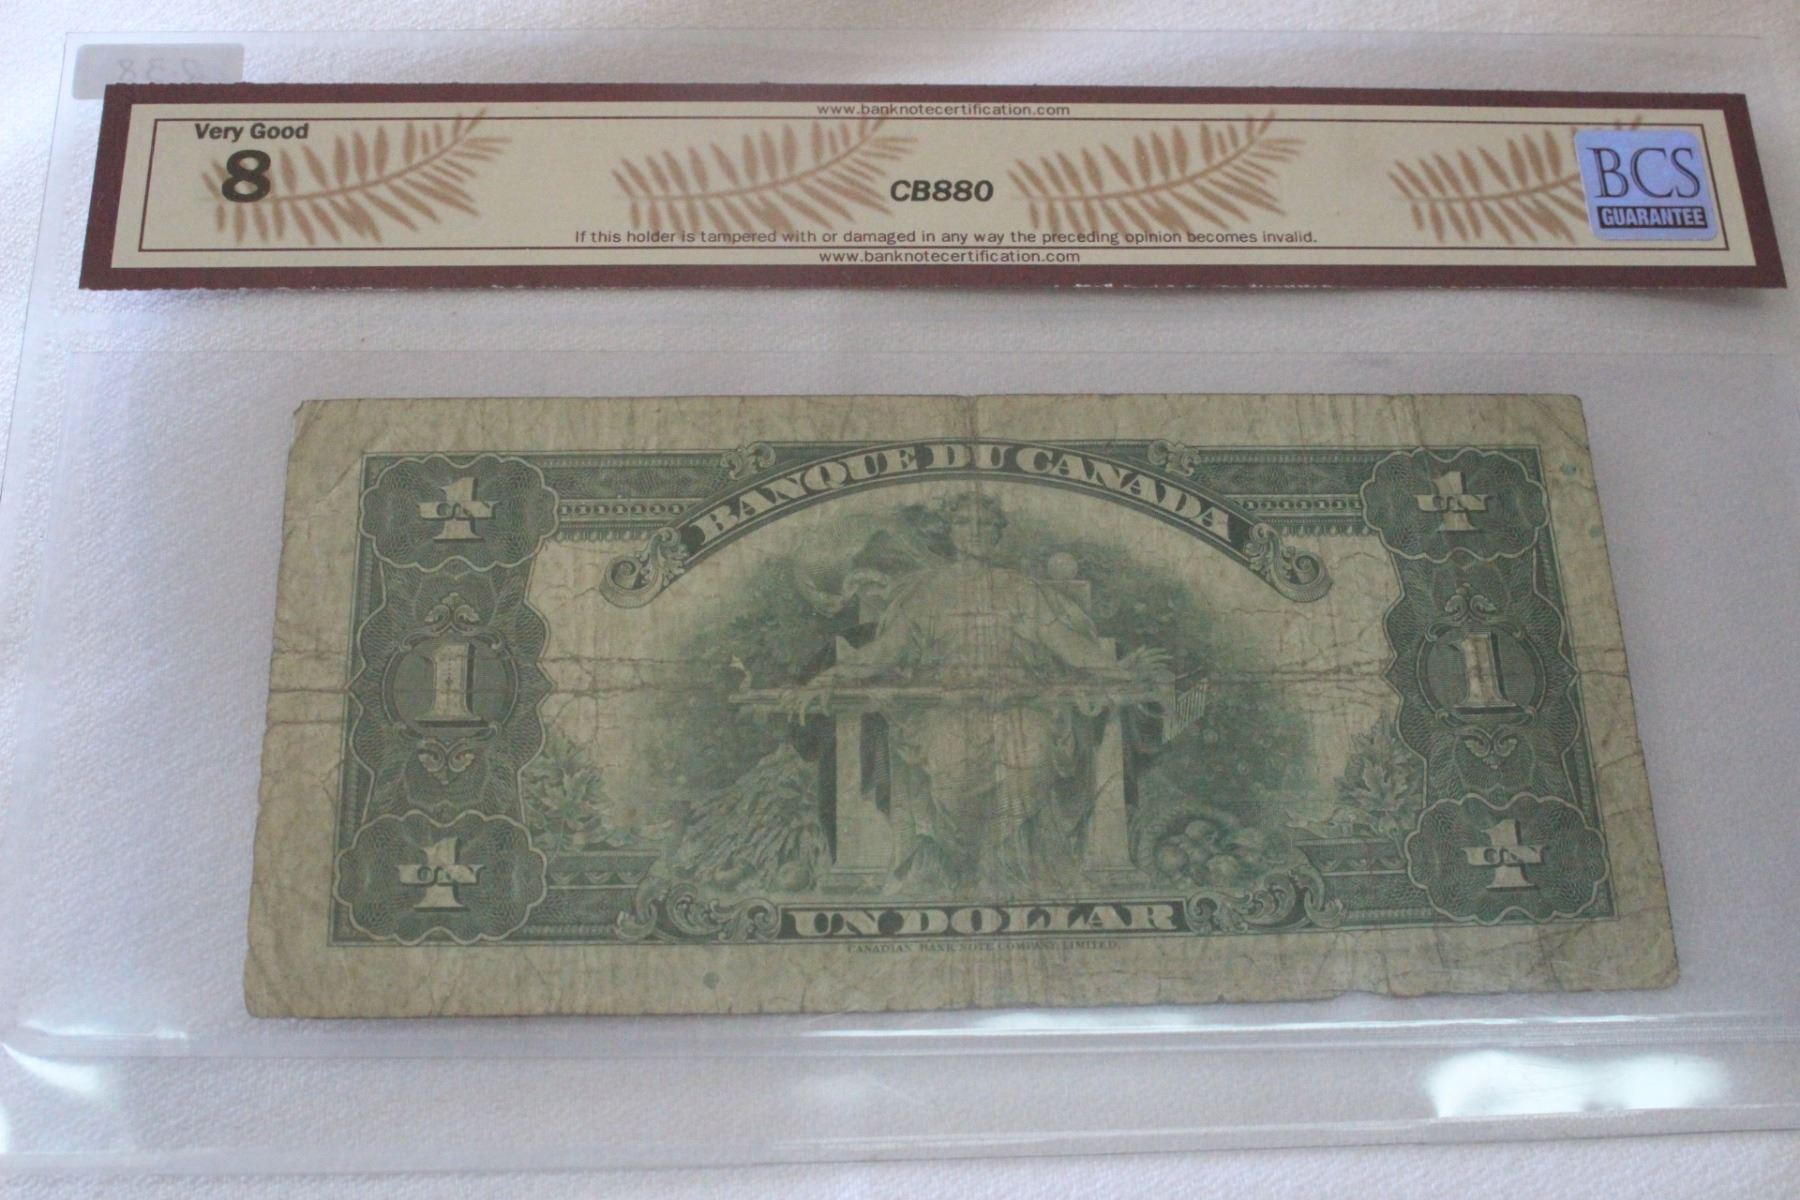 www.banknotecertification.com
Very Good
8
CB880
BCS
GUARANTEE
If this holder is tampered with or damaged in any way the preceding opinion becomes invalid.
www.banknotecertification.com
BANQUE DU CANADA
1 UN
1 UN
1
1
1 UN
1 UN
UN DOLLAR
CANADIAN BANK NOTE COMPANY, LIMITED.